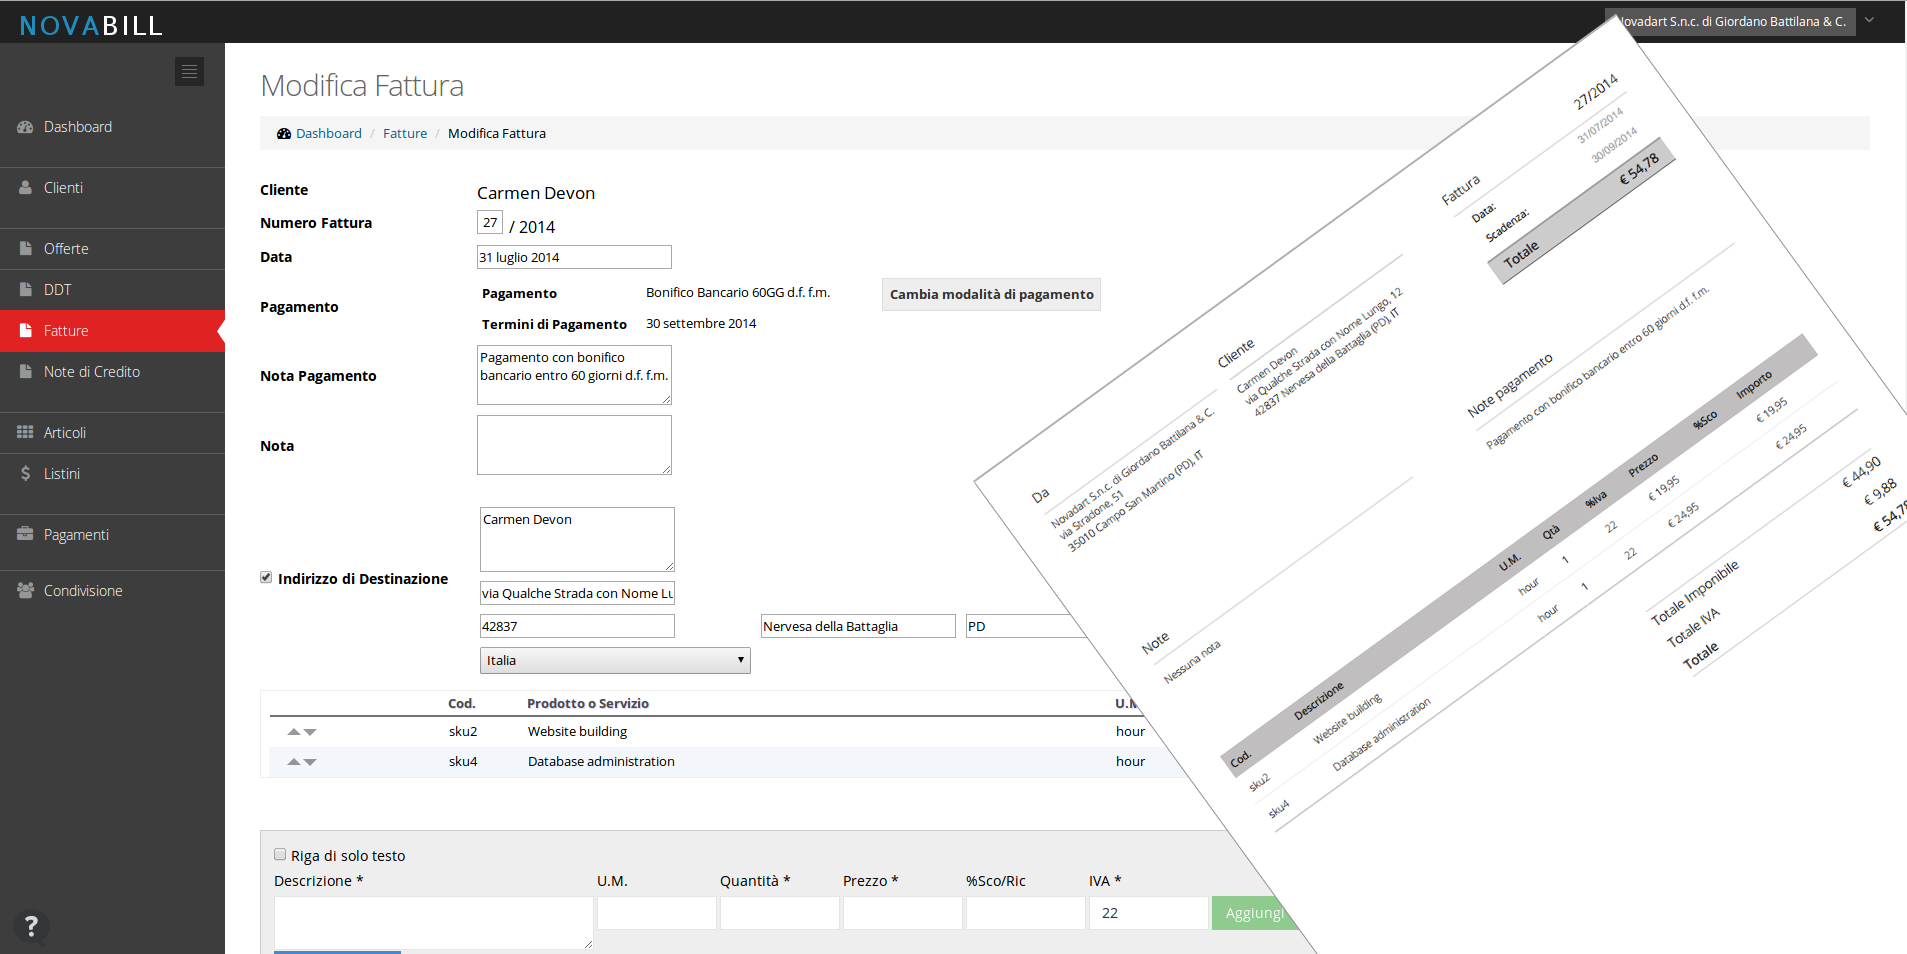 NOVABILL
Novadart S.n.c. di Giordano Battilana & C.
Dashboard
Clienti
Offerte
DDT
Fatture
Note di Credito
Articoli
Listini
Pagamenti
Condivisione
?
Modifica Fattura
Dashboard / Fatture / Modifica Fattura
Cliente Carmen Devon
Numero Fattura 27 / 2014
Data 31 luglio 2014
Pagamento
Pagamento Bonifico Bancario 60GG d.f. f.m. Cambia modalità di pagamento
Termini di Pagamento 30 settembre 2014
Nota Pagamento
Pagamento con bonifico
bancario entro 60 giorni d.f. f.m.
Nota
Indirizzo di Destinazione
Carmen Devon
via Qualche Strada con Nome Lu
42837 Nervesa della Battaglia PD
Italia
Cod. Prodotto o Servizio U.M
sku2 Website building hour
sku4 Database administration hour
Riga di solo testo
Descrizione * U.M. Quantità * Prezzo * %Sco/Ric IVA *
22 Aggiungi
Da
Novadart S.n.c. di Giordano Battilana & C.
via Stradone, 51
35010 Campo San Martino (PD), IT
Cliente
Carmen Devon
via Qualche Strada con Nome Lungo, 12
42837 Nervesa della Battaglia (PD), IT
Fattura 27/2014
Data: 31/07/2014
Scadenza: 30/09/2014
Totale € 54,78
Note
Nessuna nota
Note pagamento
Pagamento con bonifico bancario entro 60 giorni d.f. f.m.
Cod. Descrizione U.M. Qtà %Iva Prezzo %Sco Importo
sku2 Website building hour 1 22 € 19,95 € 19,95
sku4 Database administration hour 1 22 € 24,95 € 24,95
Totale Imponibile € 44,90
Totale IVA € 9,88
Totale € 54,78